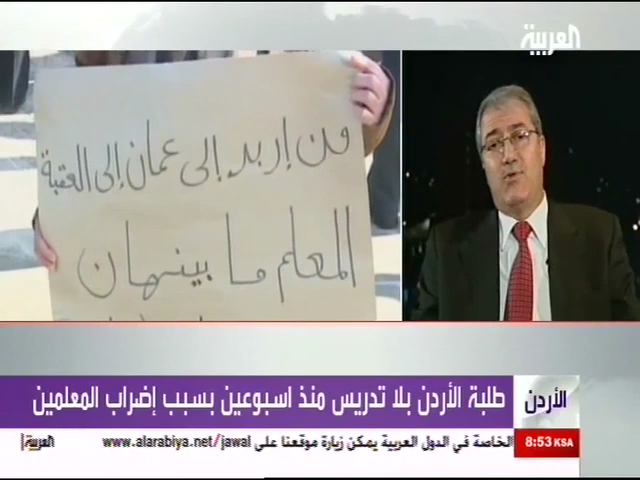 العربية
من إربد إلى عمان إلى العقبة
المعلم ما بينهان
الأردن
طلبة الأردن بلا تدريس منذ اسبوعين بسبب إضراب المعلمين
8:53 KSA
الخاصة في الدول العربية يمكن زيارة موقعنا على www.alarabiya.net/jawal
العربية